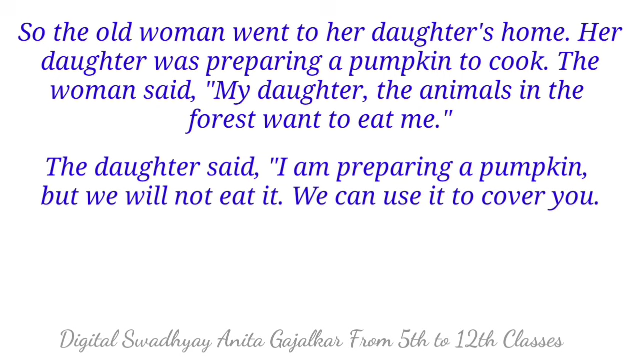 So the old woman went to her daughter's home. Her
daughter was preparing a pumpkin to cook. The
woman said, "My daughter, the animals in the
forest want to eat me."
The daughter said, "I am preparing a pumpkin,
but we will not eat it. We can use it to cover you.
Digital Swadhyay Anita Gajalkar From 5th to 12th Classes